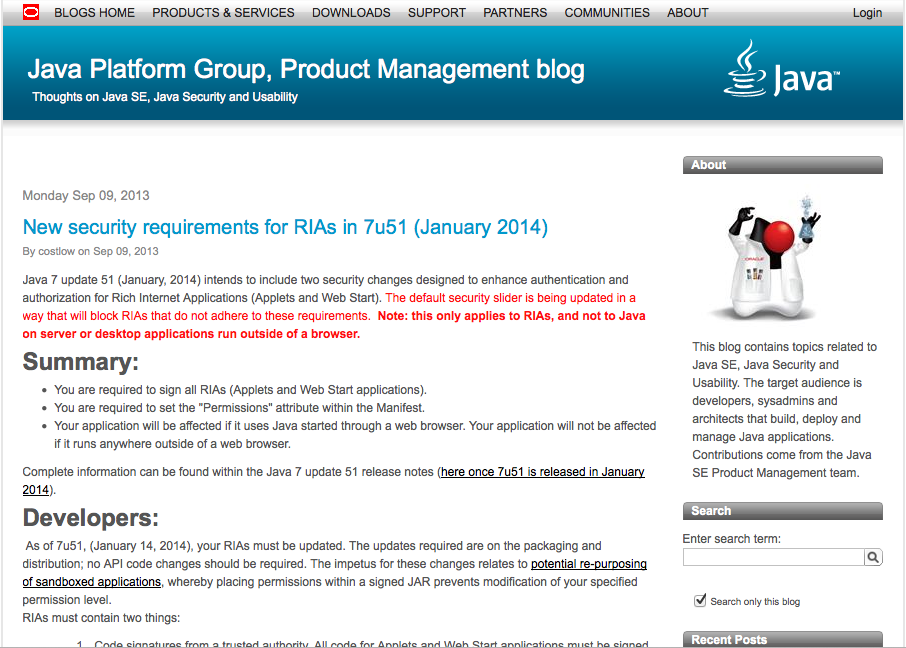 BLOGS HOME PRODUCTS & SERVICES DOWNLOADS SUPPORT PARTNERS COMMUNITIES ABOUT Login
Java Platform Group, Product Management blog
Thoughts on Java SE, Java Security and Usability
Java™
Monday Sep 09, 2013
New security requirements for RIAs in 7u51 (January 2014)
By costlow on Sep 09, 2013
Java 7 update 51 (January, 2014) intends to include two security changes designed to enhance authentication and
authorization for Rich Internet Applications (Applets and Web Start). The default security slider is being updated in a
way that will block RIAs that do not adhere to these requirements. Note: this only applies to RIAs, and not to Java
on server or desktop applications run outside of a browser.
Summary:
• You are required to sign all RIAs (Applets and Web Start applications).
• You are required to set the "Permissions" attribute within the Manifest.
• Your application will be affected if it uses Java started through a web browser. Your application will not be affected
if it runs anywhere outside of a web browser.
Complete information can be found within the Java 7 update 51 release notes (here once 7u51 is released in January
2014).
Developers:
As of 7u51, (January 14, 2014), your RIAs must be updated. The updates required are on the packaging and
distribution; no API code changes should be required. The impetus for these changes relates to potential re-purposing
of sandboxed applications, whereby placing permissions within a signed JAR prevents modification of your specified
permission level.
RIAs must contain two things:
1. Code signatures from a trusted authority. All code for Applets and Web Start applications must be signed
About
ORACLE
This blog contains topics related to
Java SE, Java Security and
Usability. The target audience is
developers, sysadmins and
architects that build, deploy and
manage Java applications.
Contributions come from the Java
SE Product Management team.
Search
Enter search term:
Search only this blog
Recent Posts